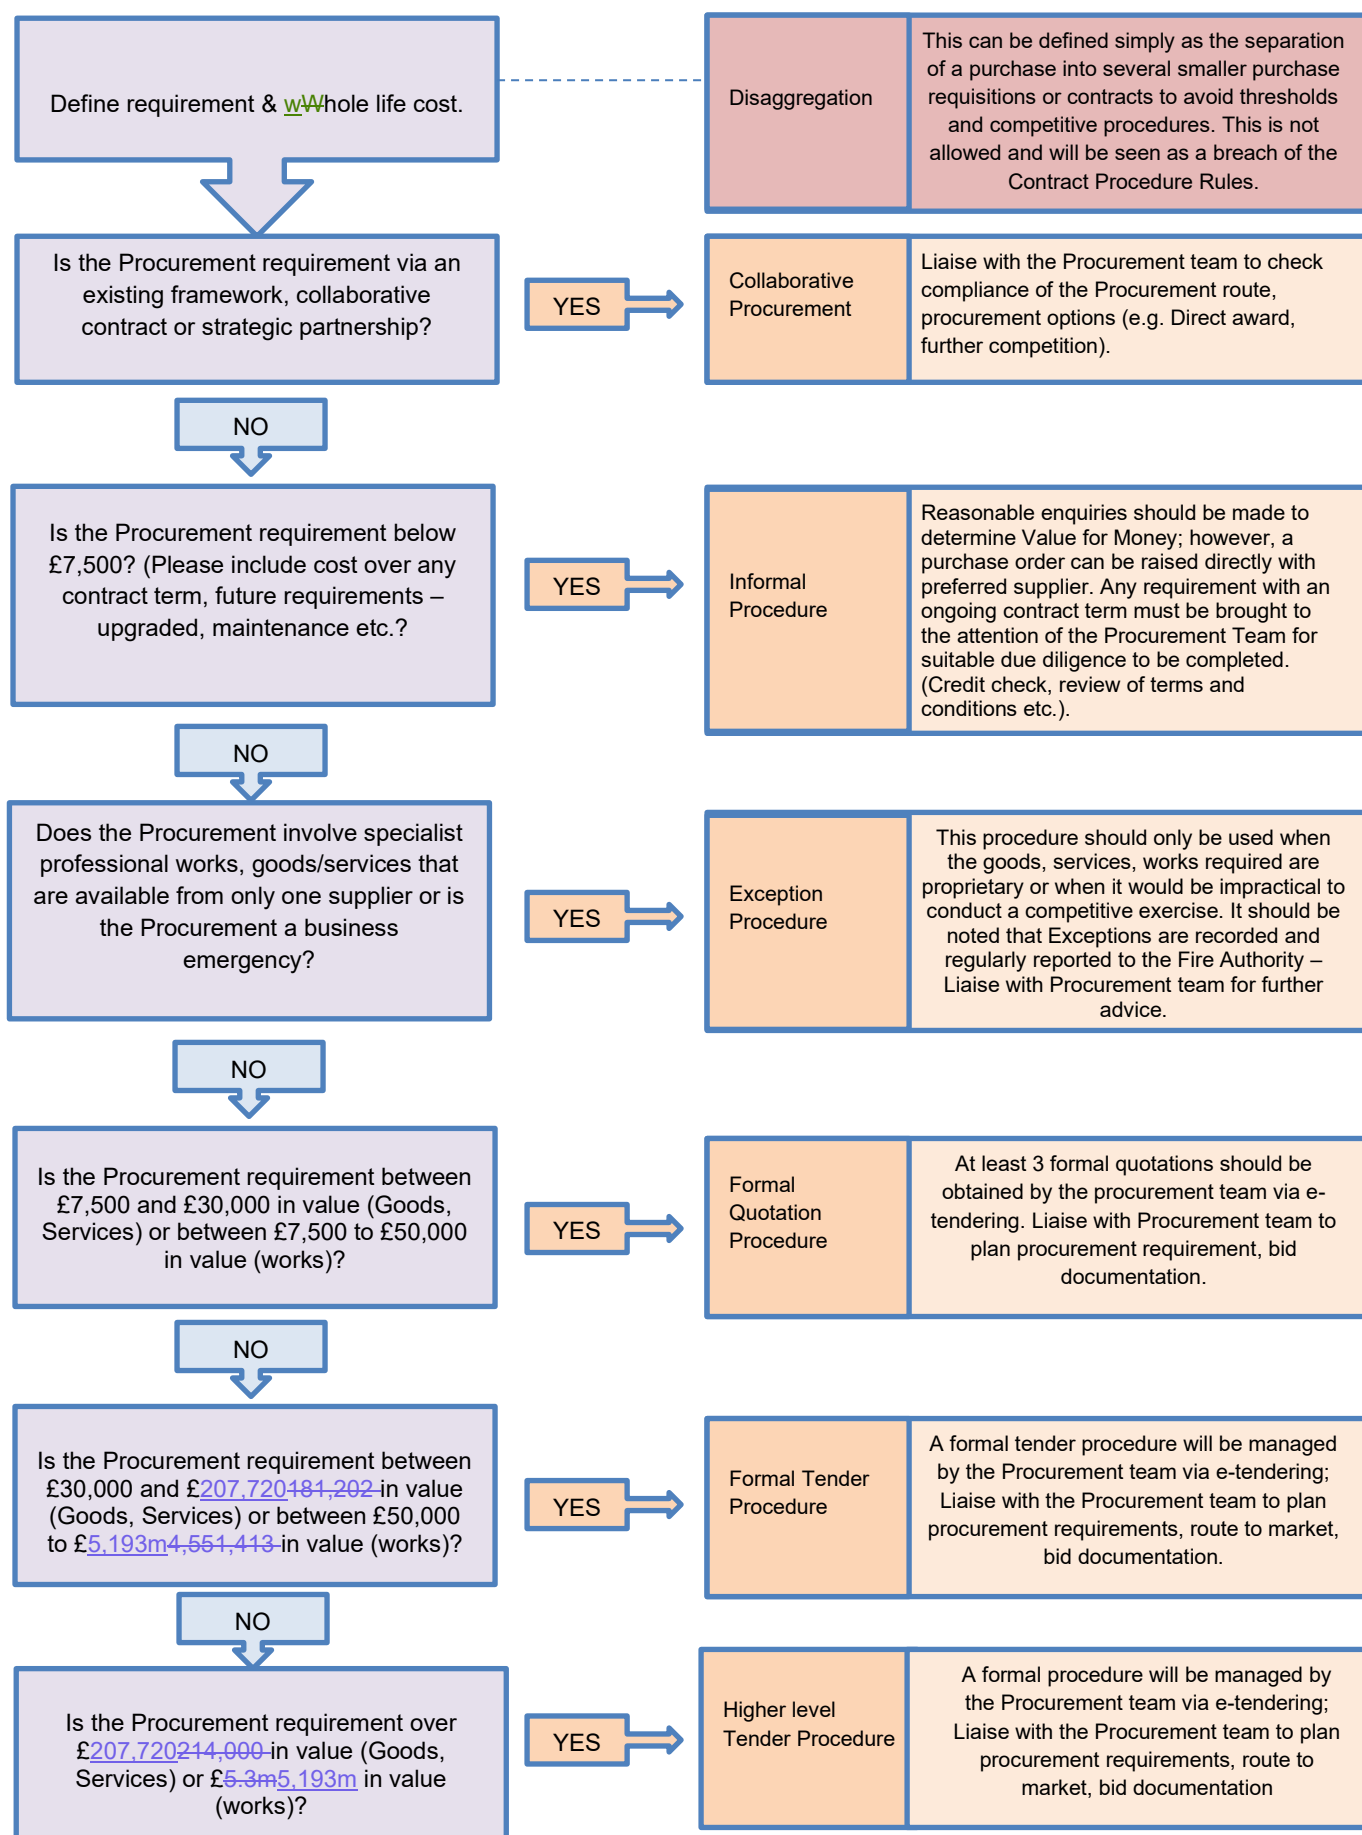 Define requirement & wWhole life cost.
Disaggregation
This can be defined simply as the separation
of a purchase into several smaller purchase
requisitions or contracts to avoid thresholds
and competitive procedures. This is not
allowed and will be seen as a breach of the
Contract Procedure Rules.
Is the Procurement requirement via an
existing framework, collaborative
contract or strategic partnership?
YES
Collaborative
Procurement
Liaise with the Procurement team to check
compliance of the Procurement route,
procurement options (e.g. Direct award,
further competition).
NO
Is the Procurement requirement below
£7,500? (Please include cost over any
contract term, future requirements –
upgraded, maintenance etc.?
YES
Informal
Procedure
Reasonable enquiries should be made to
determine Value for Money; however, a
purchase order can be raised directly with
preferred supplier. Any requirement with an
ongoing contract term must be brought to
the attention of the Procurement Team for
suitable due diligence to be completed.
(Credit check, review of terms and
conditions etc.).
NO
Does the Procurement involve specialist
professional works, goods/services that
are available from only one supplier or is
the Procurement a business
emergency?
YES
Exception
Procedure
This procedure should only be used when
the goods, services, works required are
proprietary or when it would be impractical to
conduct a competitive exercise. It should be
noted that Exceptions are recorded and
regularly reported to the Fire Authority –
Liaise with Procurement team for further
advice.
NO
Is the Procurement requirement between
£7,500 and £30,000 in value (Goods,
Services) or between £7,500 to £50,000
in value (works)?
YES
Formal
Quotation
Procedure
At least 3 formal quotations should be
obtained by the procurement team via e-
tendering. Liaise with Procurement team to
plan procurement requirement, bid
documentation.
NO
Is the Procurement requirement between
£30,000 and £207,720181,202 in value
(Goods, Services) or between £50,000
to £5,193m4,551,413 in value (works)?
YES
Formal Tender
Procedure
A formal tender procedure will be managed
by the Procurement team via e-tendering;
Liaise with the Procurement team to plan
procurement requirements, route to market,
bid documentation.
NO
Is the Procurement requirement over
£207,720214,000 in value (Goods,
Services) or £5.3m5,193m in value
(works)?
YES
Higher level
Tender Procedure
A formal procedure will be managed by
the Procurement team via e-tendering;
Liaise with the Procurement team to plan
procurement requirements, route to
market, bid documentation